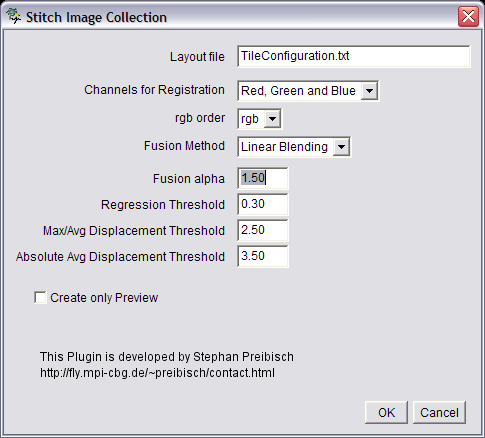 Stitch Image Collection
Layout file TileConfiguration.txt
Channels for Registration Red, Green and Blue
rgb order rgb
Fusion Method Linear Blending
Fusion alpha 1.50
Regression Threshold 0.30
Max/Avg Displacement Threshold 2.50
Absolute Avg Displacement Threshold 3.50
Create only Preview
This Plugin is developed by Stephan Preibisch
http://fly.mpi-cbg.de/~preibisch/contact.html
OK Cancel